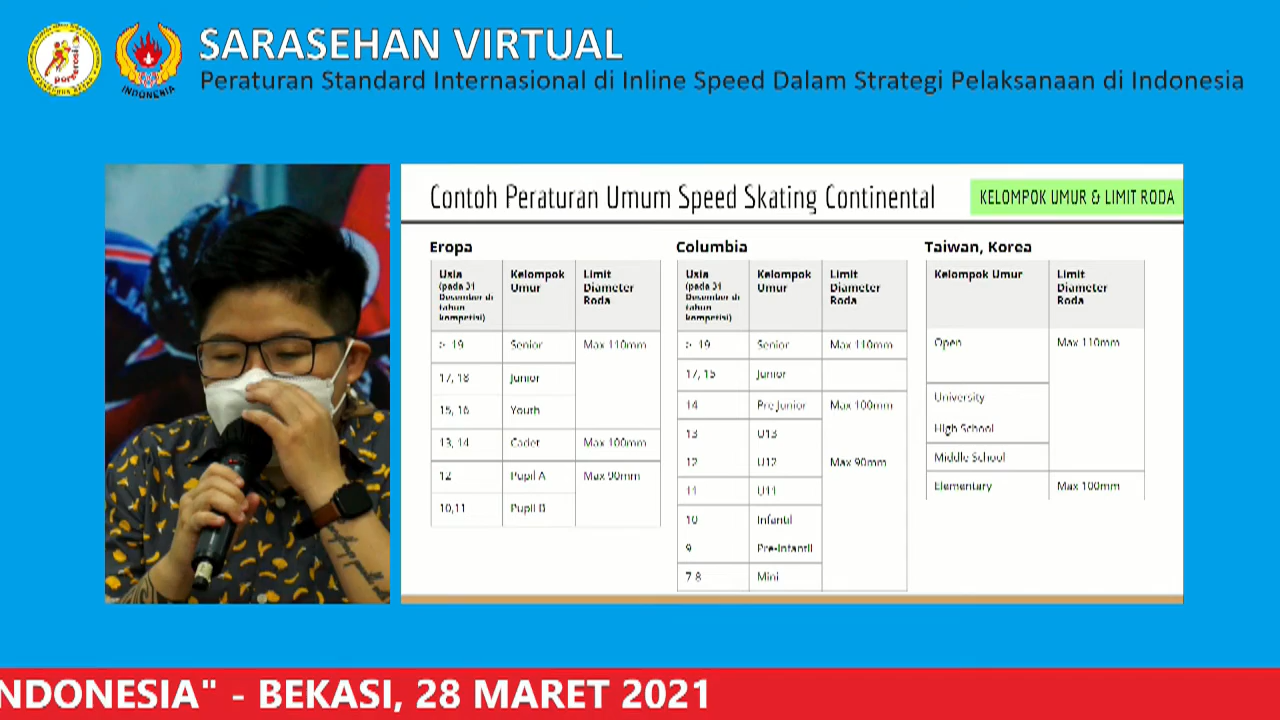 SARASEHAN VIRTUAL
Peraturan Standard Internasional di Inline Speed Dalam Strategi Pelaksanaan di Indonesia
INDONESIA
Contoh Peraturan Umum Speed Skating Continental
KELOMPOK UMUR & LIMIT RODA
Eropa
Usia (pada 31 Desember di tahun kompetisi) Kelompok Umur Limit Diameter Roda
> 19 Senior Max 110mm
17, 18 Junior
15, 16 Youth
13, 14 Cadet Max 100mm
12 Pupil A Max 90mm
10,11 Pupil B
Columbia
Usia (pada 31 Desember di tahun kompetisi) Kelompok Umur Limit Diameter Roda
> 19 Senior Max 110mm
17, 15 Junior
14 Pre Junior Max 100mm
13 U13
12 U12 Max 90mm
11 U11
10 Infantil
9 Pre-Infantil
7 8 Mini
Taiwan, Korea
Kelompok Umur Limit Diameter Roda
Open Max 110mm
University
High School
Middle School
Elementary Max 100mm
NDONESIA" - BEKASI, 28 MARET 2021